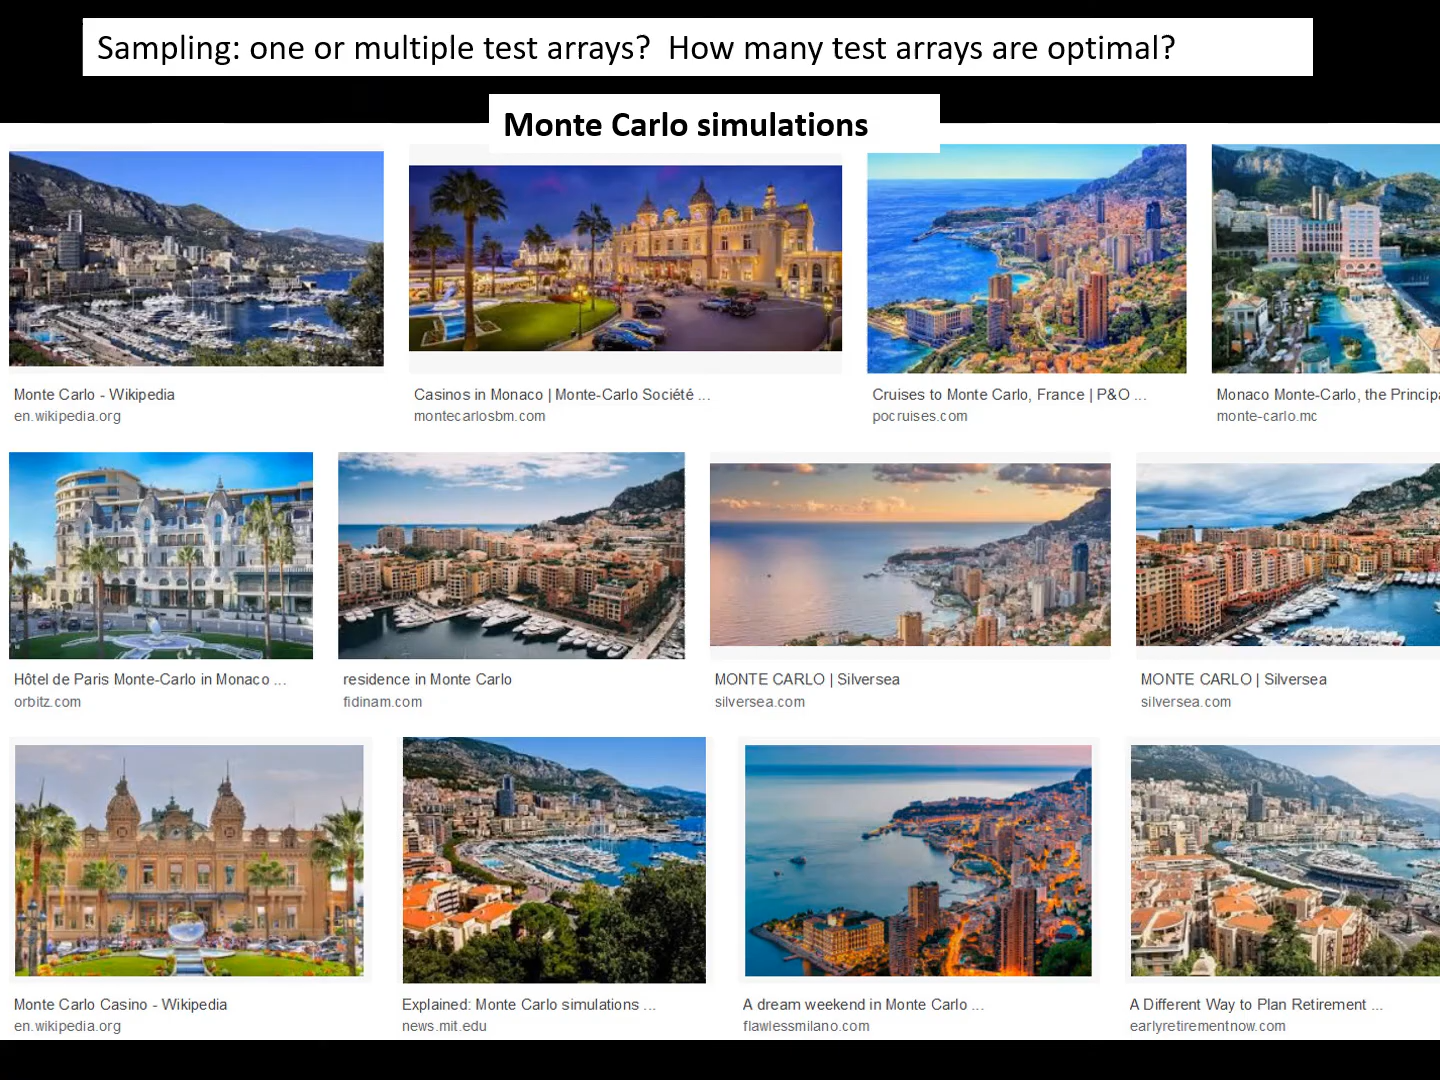 Sampling: one or multiple test arrays?  How many test arrays are optimal?
Monte Carlo simulations
Monte Carlo - Wikipedia
en.wikipedia.org
Casinos in Monaco | Monte-Carlo Société ...
montecarlosbm.com
Cruises to Monte Carlo, France | P&O ...
pocruises.com
Monaco Monte-Carlo, the Principa
monte-carlo.mc
Hôtel de Paris Monte-Carlo in Monaco ...
orbitz.com
residence in Monte Carlo
fidinam.com
MONTE CARLO | Silversea
silversea.com
MONTE CARLO | Silversea
silversea.com
Monte Carlo Casino - Wikipedia
en.wikipedia.org
Explained: Monte Carlo simulations ...
news.mit.edu
A dream weekend in Monte Carlo ...
flawlessmilano.com
A Different Way to Plan Retirement ...
earlyretirementnow.com